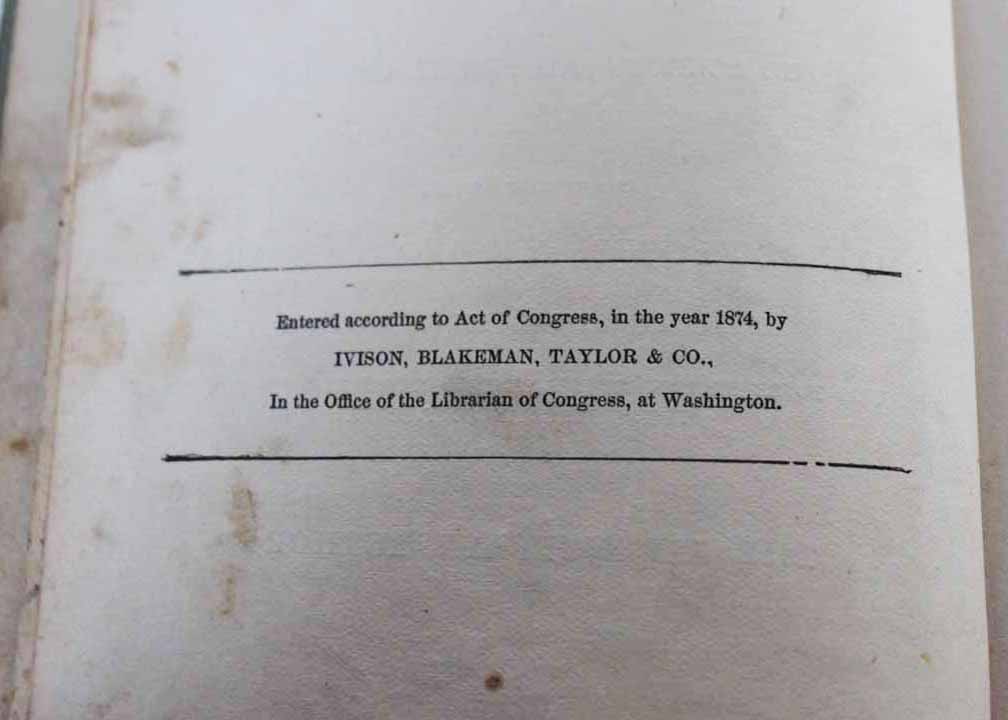 Entered according to Act of Congress, in the year 1874, by
IVISON, BLAKEMAN, TAYLOR & CO.,
In the Office of the Librarian of Congress, at Washington.